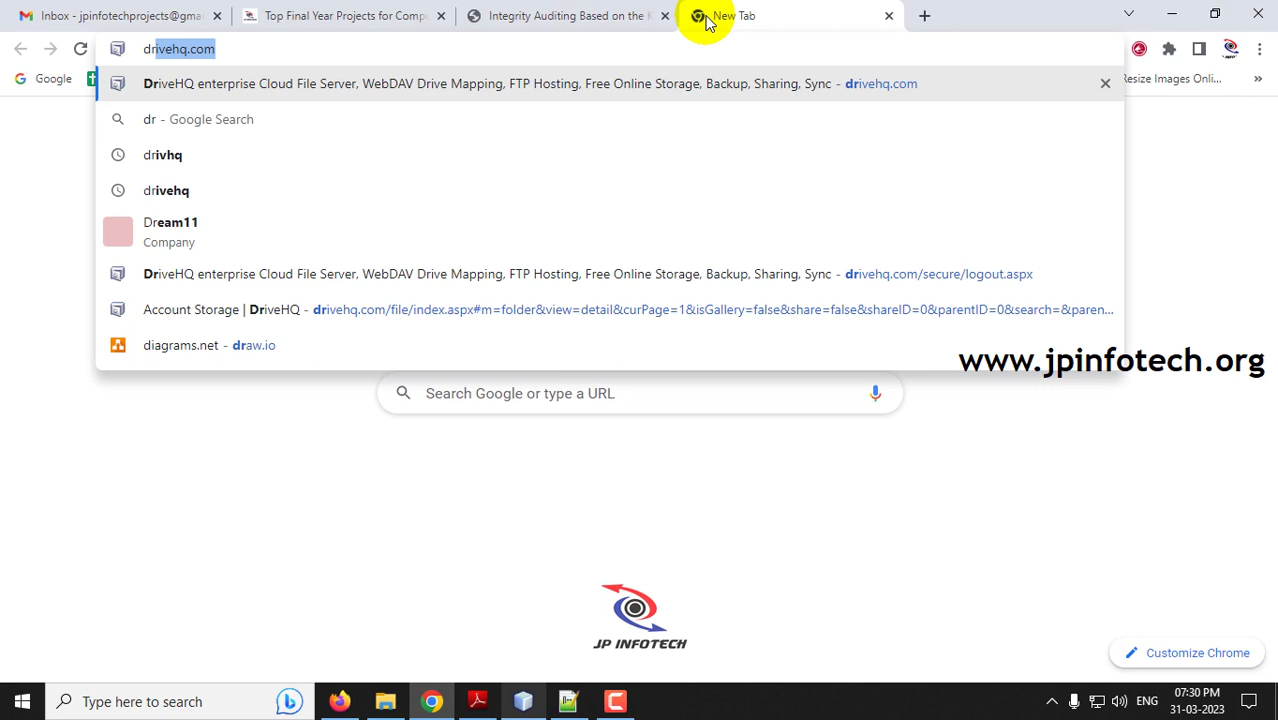 Inbox - jpinfotechprojects@gmai
Top Final Year Projects for Compu
Integrity Auditing Based on the K
New Tab
drivehq.com
Google
Resize Images Onli...
»
DriveHQ enterprise Cloud File Server, WebDAV Drive Mapping, FTP Hosting, Free Online Storage, Backup, Sharing, Sync - drivehq.com
dr - Google Search
drivhq
drivehq
Dream11
Company
DriveHQ enterprise Cloud File Server, WebDAV Drive Mapping, FTP Hosting, Free Online Storage, Backup, Sharing, Sync - drivehq.com/secure/logout.aspx
Account Storage | DriveHQ - drivehq.com/file/index.aspx#m=folder&view=detail&curPage=1&isGallery=false&share=false&shareID=0&parentID=0&search=&paren...
diagrams.net - draw.io
www.jpinfotech.org
Search Google or type a URL
JP INFOTECH
Customize Chrome
Type here to search
ENG
07:30 PM
31-03-2023